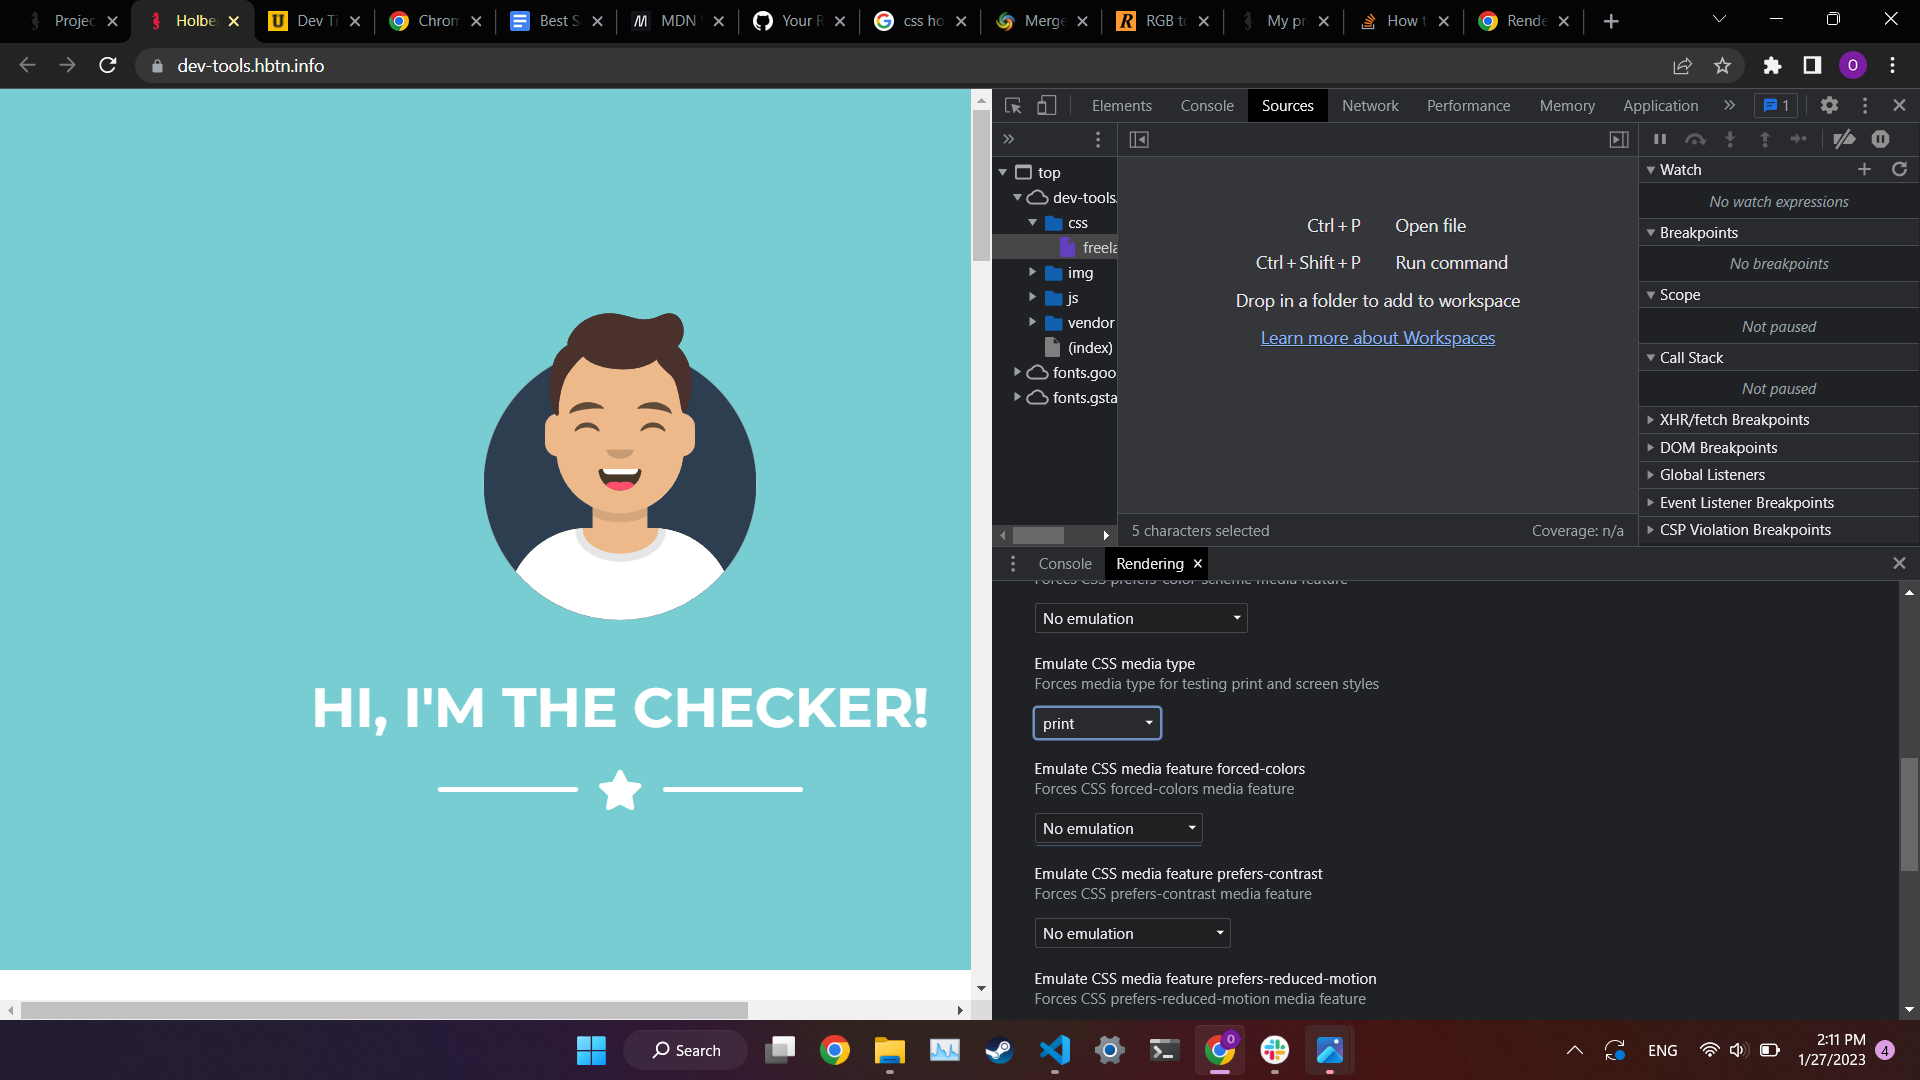 Projec
Holbe
Dev Ti
Chrom
Best S
MDN
Your R
css ho
Merge
RGB to
My pr
How t
Rende
dev-tools.hbtn.info
O
Elements Console Sources Network Performance Memory Application 1
top
dev-tools.
css
freela
img
js
vendor
(index)
fonts.goo
fonts.gsta
Ctrl + P Open file
Ctrl + Shift + P Run command
Drop in a folder to add to workspace
Learn more about Workspaces
5 characters selected Coverage: n/a
Watch
No watch expressions
Breakpoints
No breakpoints
Scope
Not paused
Call Stack
Not paused
XHR/fetch Breakpoints
DOM Breakpoints
Global Listeners
Event Listener Breakpoints
CSP Violation Breakpoints
HI, I'M THE CHECKER!
Console Rendering
Forces CSS prefers-color-scheme media feature
No emulation
Emulate CSS media type
Forces media type for testing print and screen styles
print
Emulate CSS media feature forced-colors
Forces CSS forced-colors media feature
No emulation
Emulate CSS media feature prefers-contrast
Forces CSS prefers-contrast media feature
No emulation
Emulate CSS media feature prefers-reduced-motion
Forces CSS prefers-reduced-motion media feature
Search
O
ENG
2:11 PM
1/27/2023
4